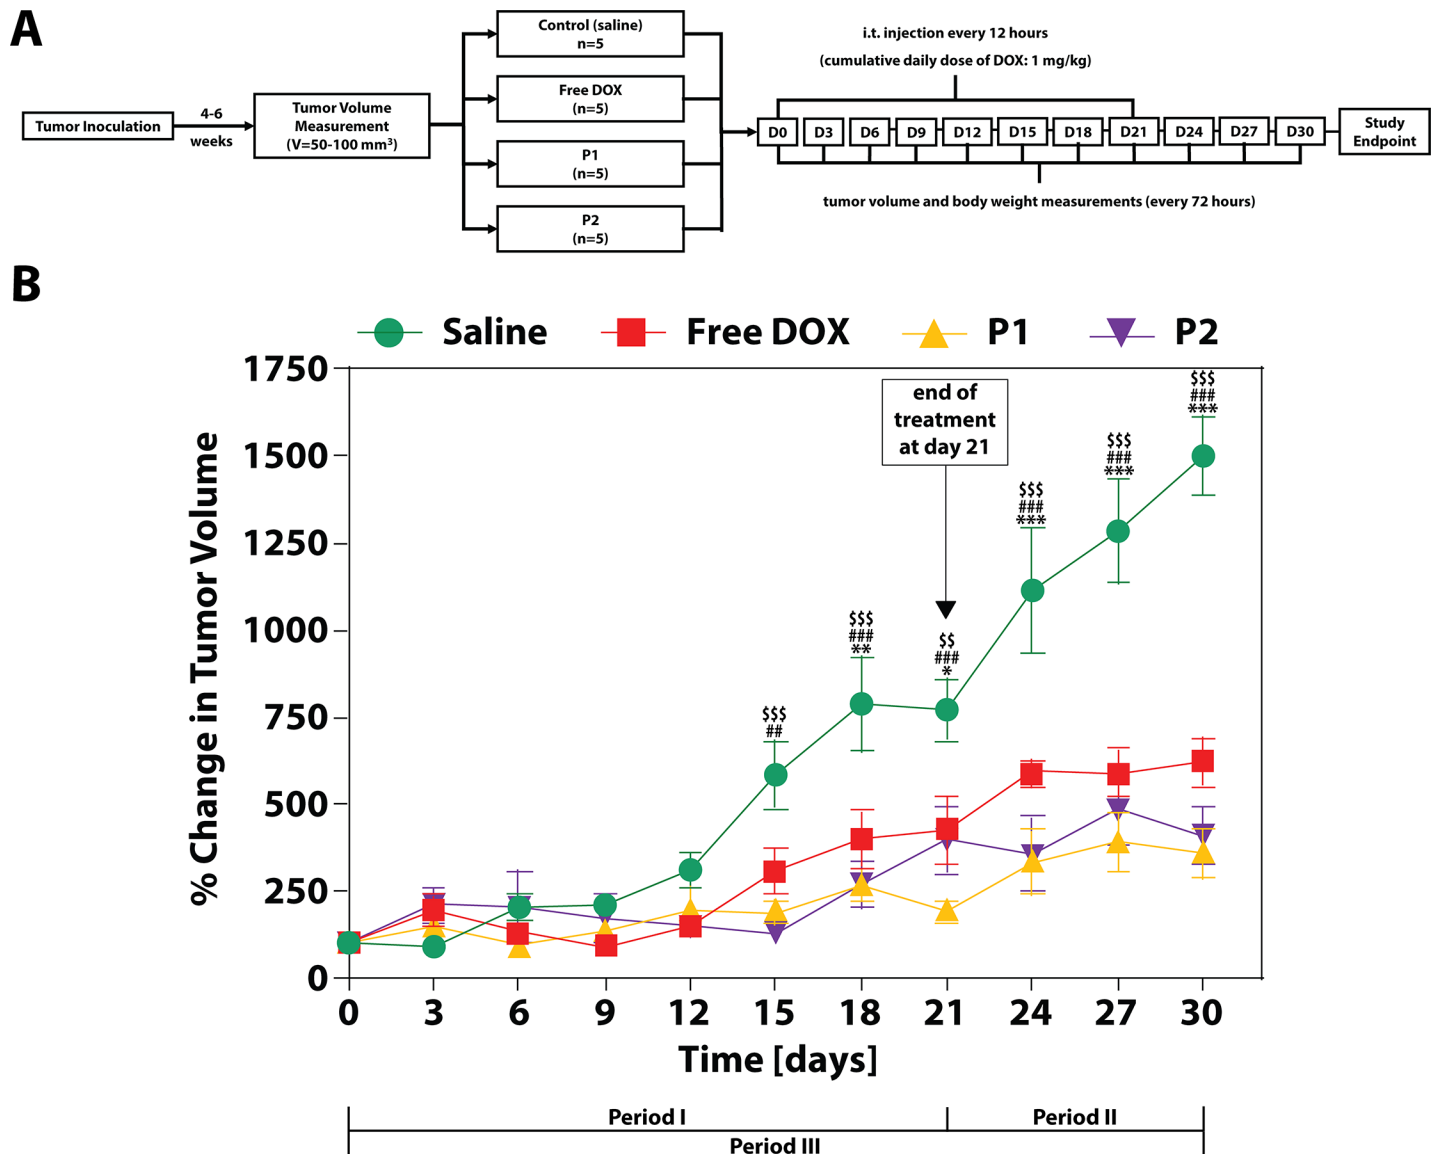 A
Tumor Inoculation
4-6
weeks
Tumor Volume
Measurement
(V=50-100 mm³)
Control (saline)
n=5
Free DOX
(n=5)
P1
(n=5)
P2
(n=5)
i.t. injection every 12 hours
(cumulative daily dose of DOX: 1 mg/kg)
D0 D3 D6 D9 D12 D15 D18 D21 D24 D27 D30
Study
Endpoint
tumor volume and body weight measurements (every 72 hours)
B
Saline Free DOX P1 P2
% Change in Tumor Volume
1750
1500
1250
1000
750
500
250
0
end of
treatment
at day 21
$$$
##
$$$
###
**
$$
###
*
$$$
###
***
$$$
###
***
$$$
###
***
0 3 6 9 12 15 18 21 24 27 30
Time [days]
Period I Period II
Period III